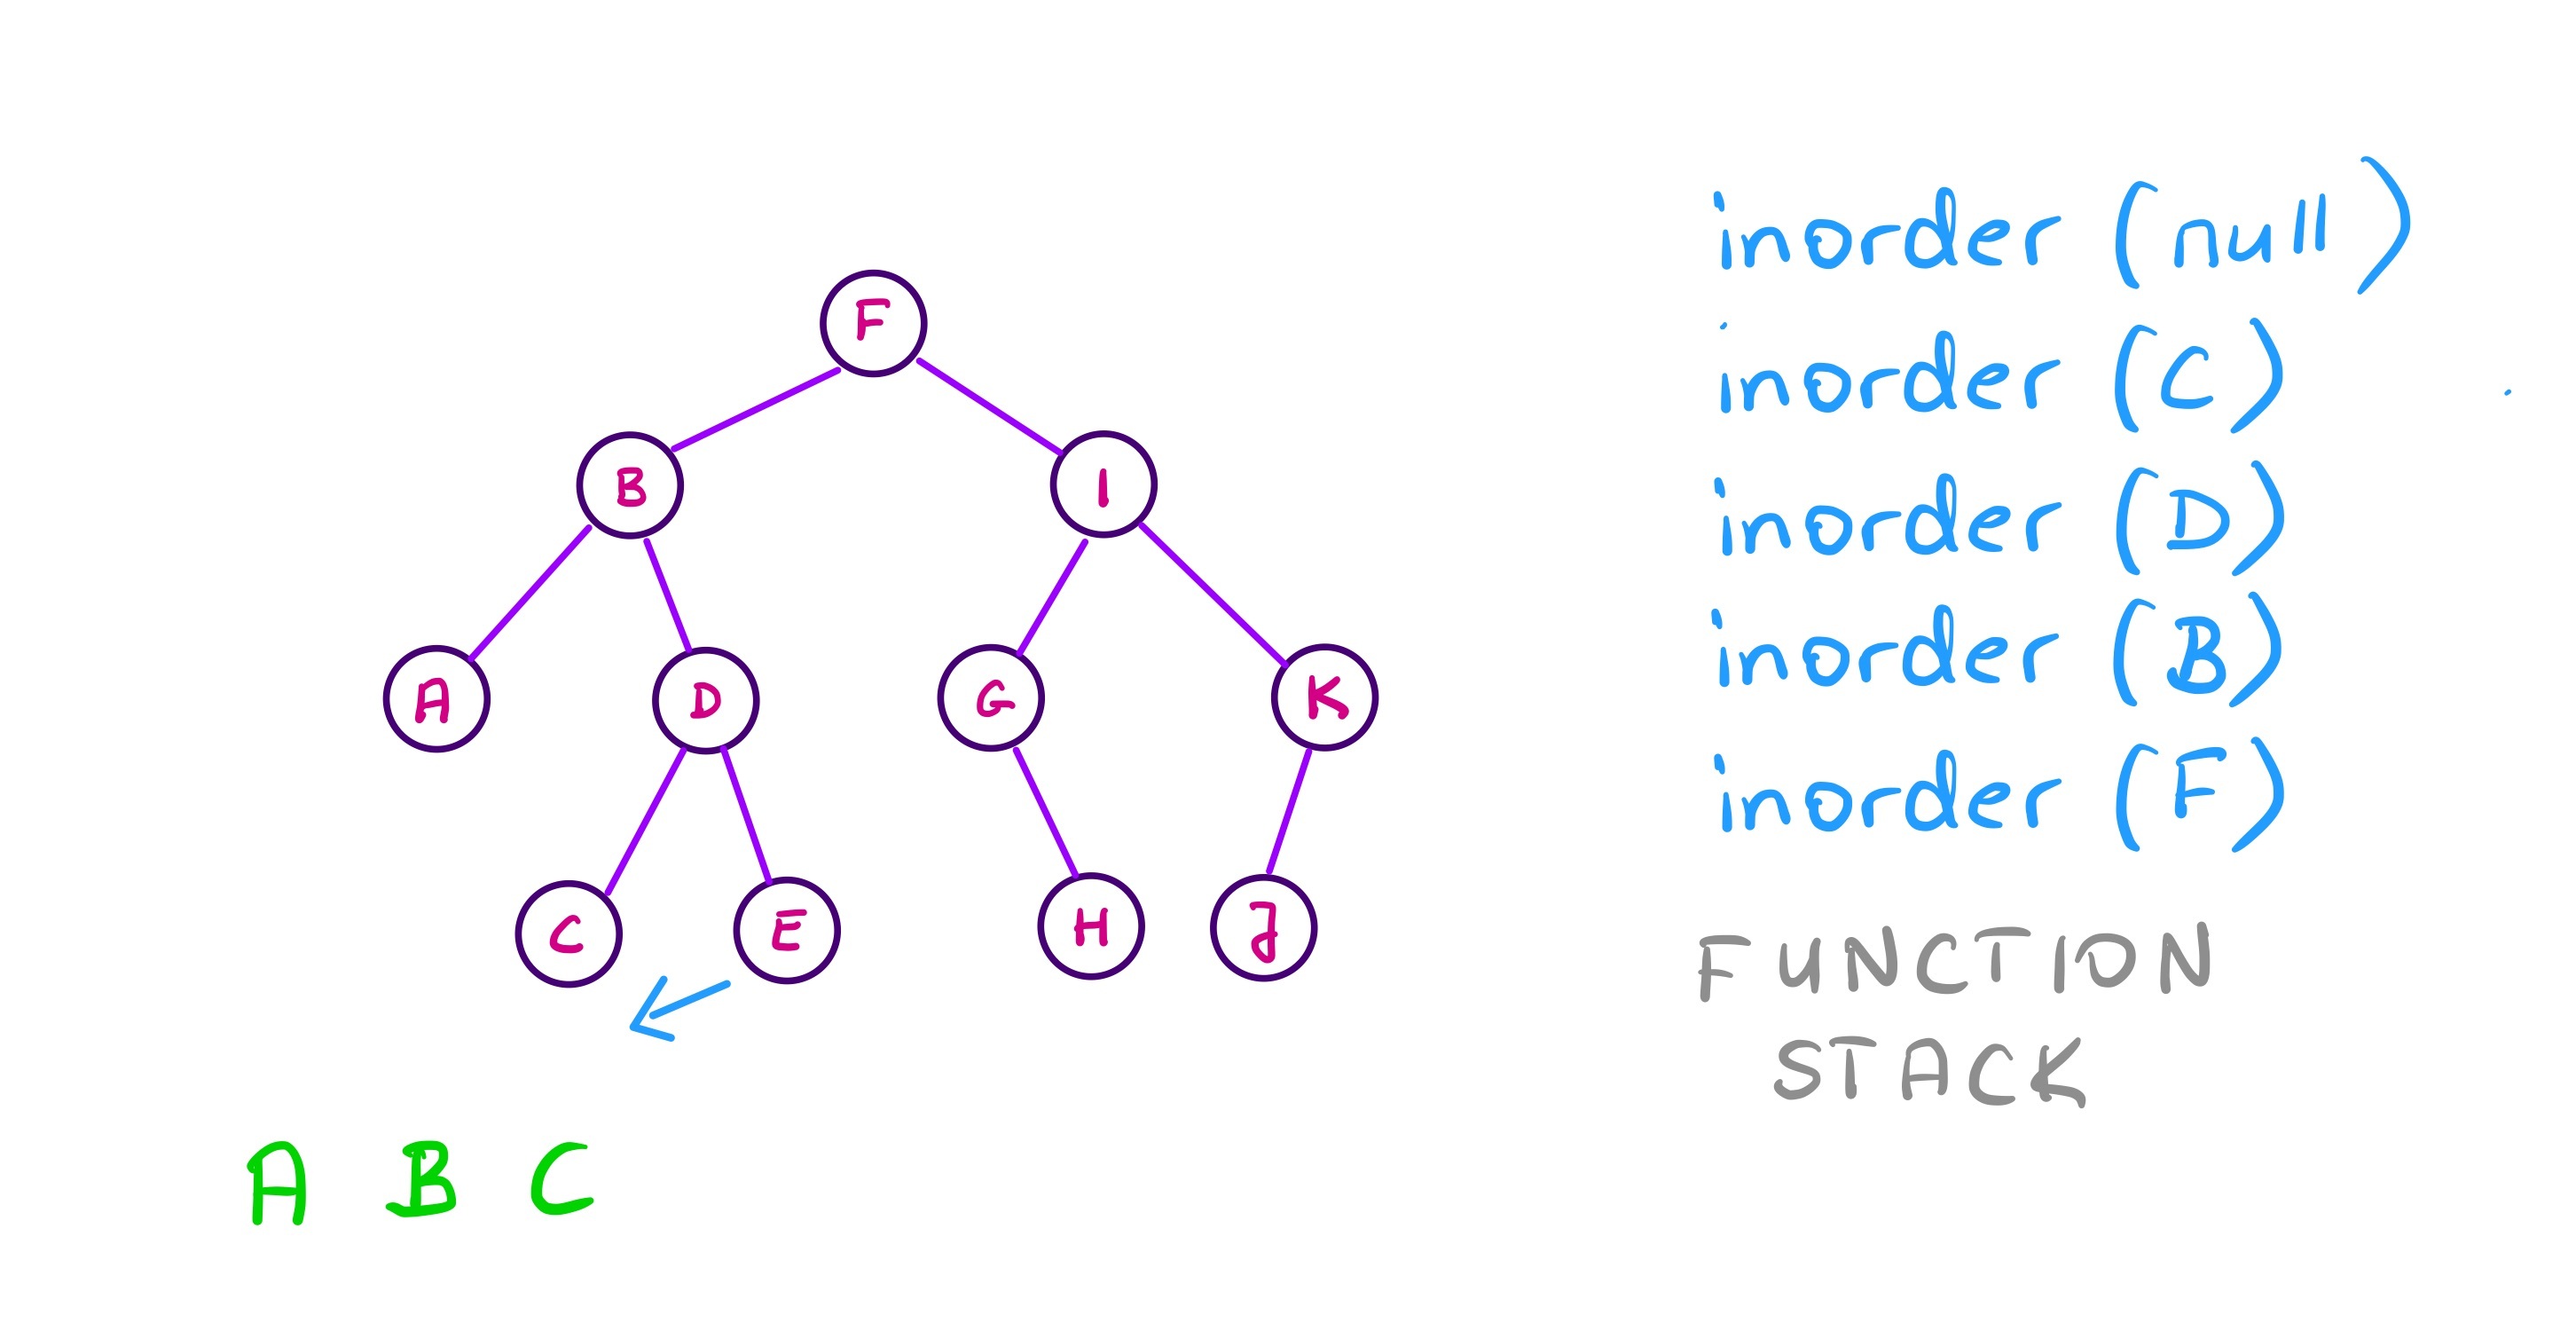 F
B I
A D G K
C E H J
A B C
inorder (null)
inorder (C)
inorder (D)
inorder (B)
inorder (F)
FUNCTION
STACK